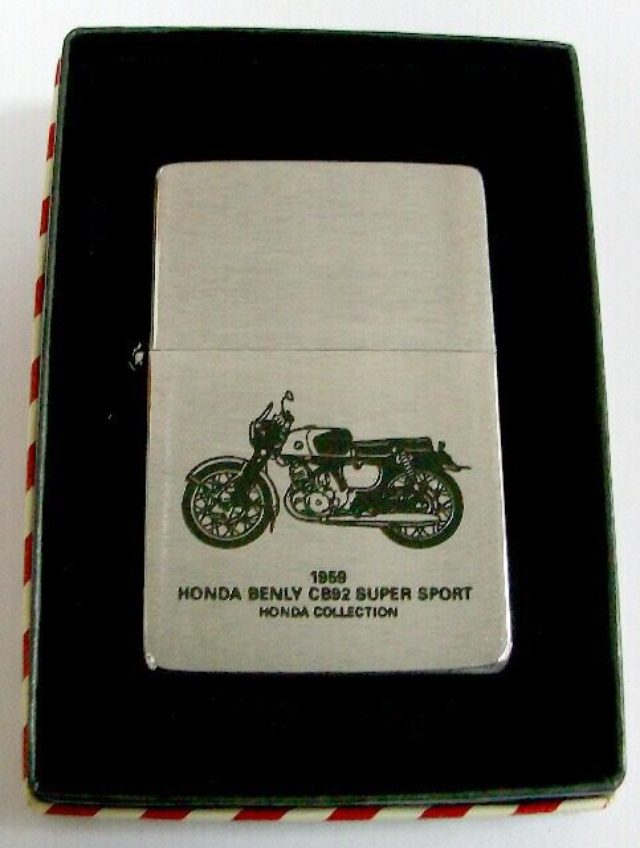 1959
HONDA BENLY CB92 SUPER SPORT
HONDA COLLECTION